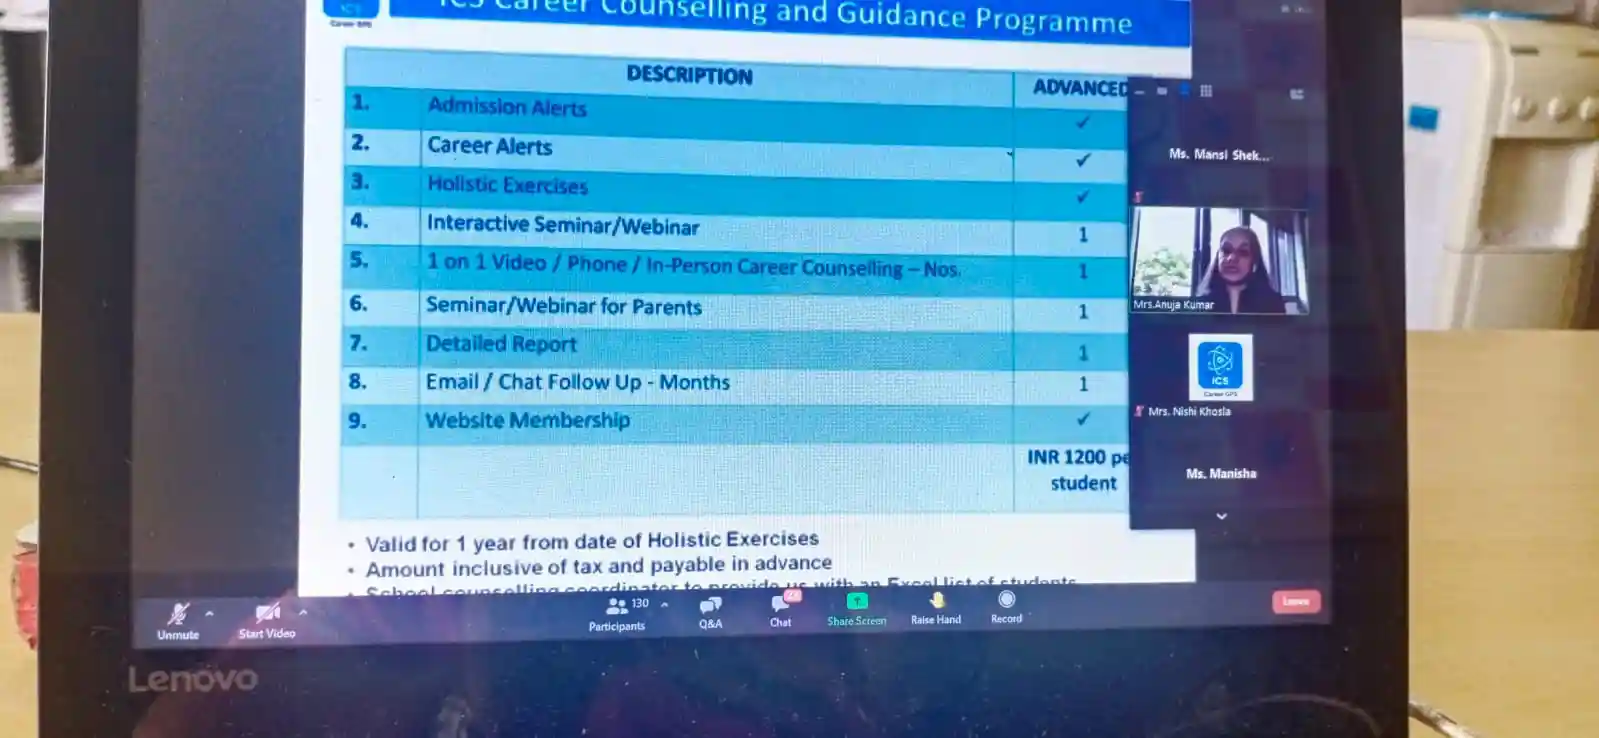 ICS
Career GPS
ICS Career Counselling and Guidance Programme
DESCRIPTION
ADVANCED
1. Admission Alerts ✓
2. Career Alerts ✓
3. Holistic Exercises ✓
4. Interactive Seminar/Webinar 1
5. 1 on 1 Video / Phone / In-Person Career Counselling – Nos. 1
6. Seminar/Webinar for Parents 1
7. Detailed Report 1
8. Email / Chat Follow Up - Months 1
9. Website Membership ✓
INR 1200 pe
student
• Valid for 1 year from date of Holistic Exercises
• Amount inclusive of tax and payable in advance
• School counselling coordinator to provide us with an Excel list of students
Ms. Mansi Shek...
Mrs.Anuja Kumar
ICS
Career GPS
Mrs. Nishi Khosla
Ms. Manisha
Unmute
Start Video
130
Participants
Q&A
Chat
Share Screen
Raise Hand
Record
Leave
Lenovo